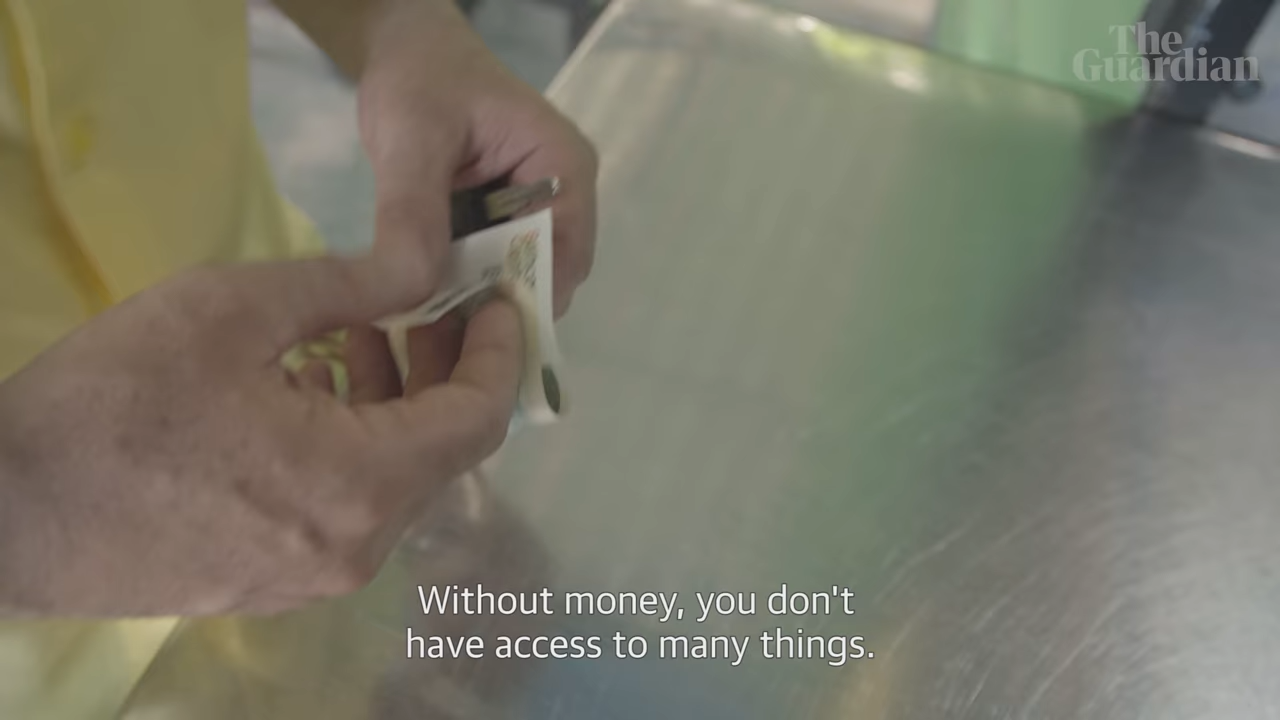 The
Guardian
Without money, you don't
have access to many things.